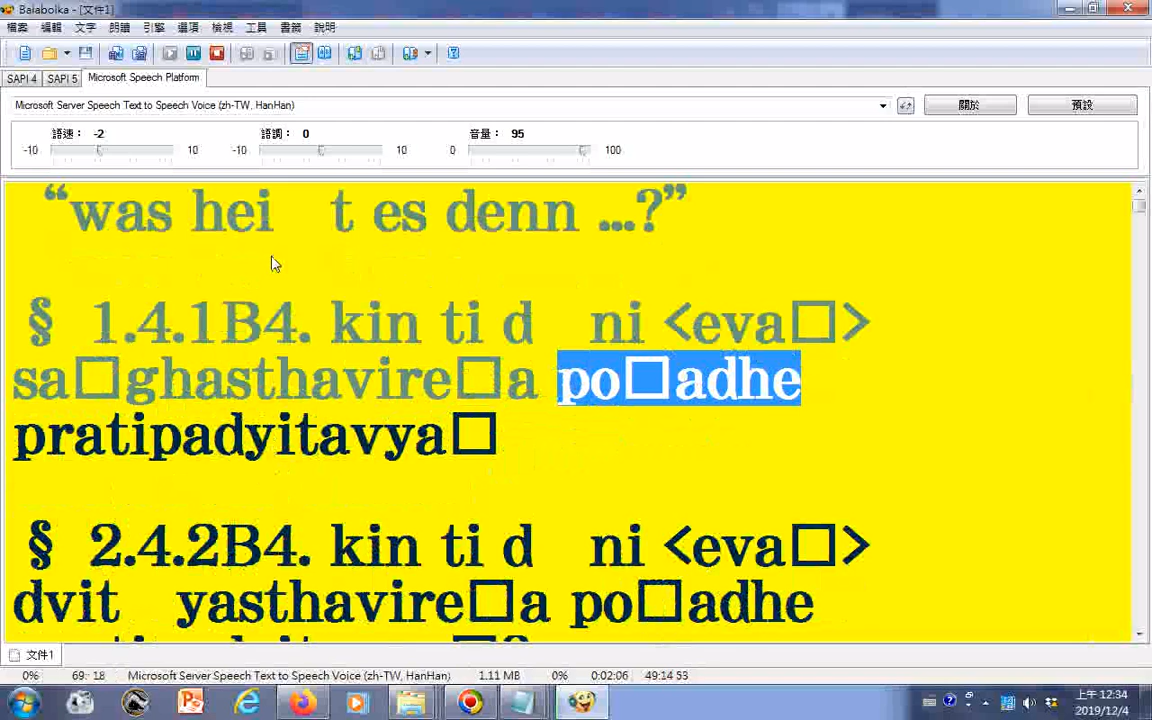 Balabolka - [文件1]
檔案 編輯 文字 朗讀 引擎 選項 檢視 工具 書籤 說明
SAPI 4 SAPI 5 Microsoft Speech Platform
Microsoft Server Speech Text to Speech Voice (zh-TW, HanHan) 關於 預設
語速： -2 語調： 0 音量： 95
-10 10 -10 10 0 100
“was hei t es denn ...?”
§ 1.4.1B4. kin ti d ni <eva□>
sa□ghasthavire□a po□adhe
pratipadyitavya□
§ 2.4.2B4. kin ti d ni <eva□>
dvit yasthavire□a po□adhe
文件1
0% 69: 18 Microsoft Server Speech Text to Speech Voice (zh-TW, HanHan) 1.11 MB 0% 0:02:06 49:14 53
上午 12:34
2019/12/4